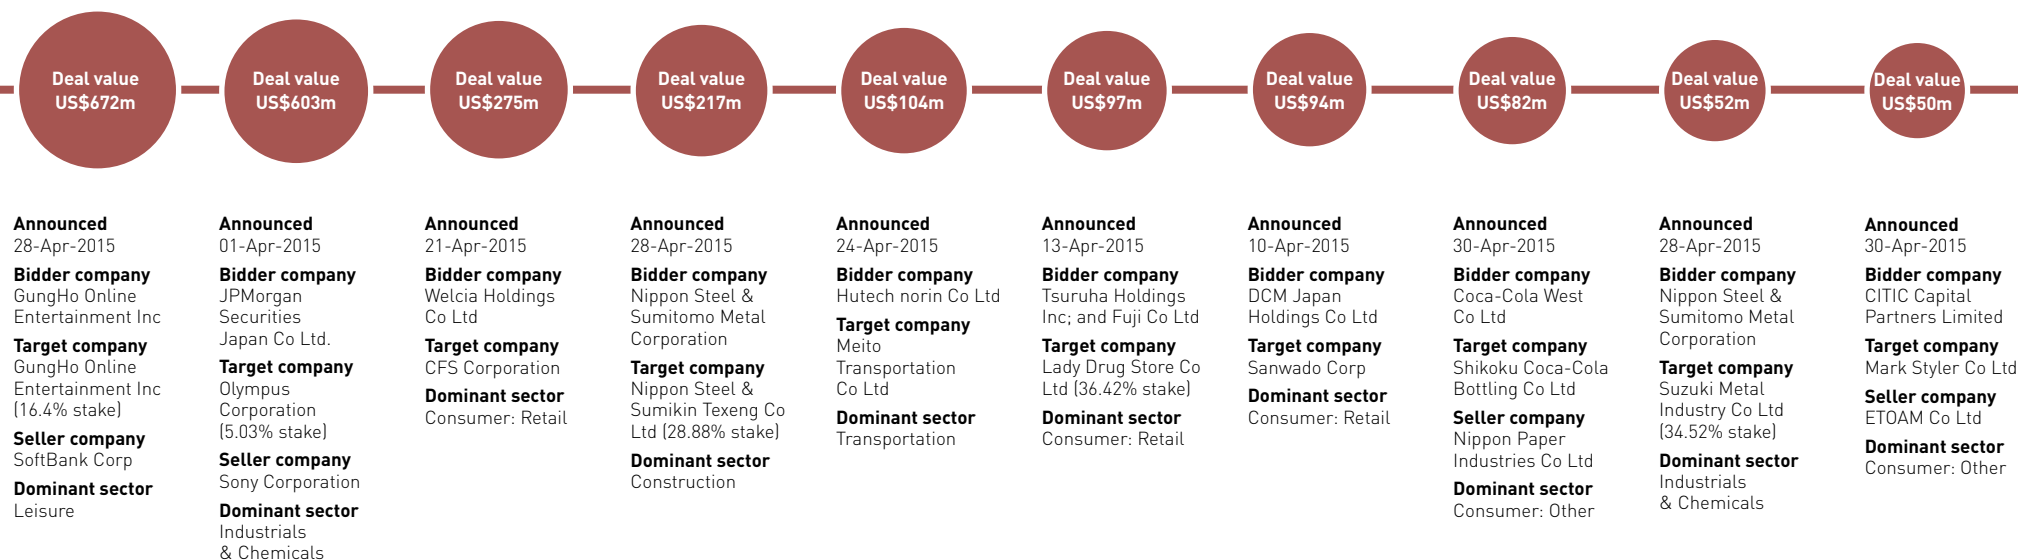 Deal value
US$672m
Deal value
US$603m
Deal value
US$275m
Deal value
US$217m
Deal value
US$104m
Deal value
US$97m
Deal value
US$94m
Deal value
US$82m
Deal value
US$52m
Deal value
US$50m
Announced
28-Apr-2015
Bidder company
GungHo Online
Entertainment Inc
Target company
GungHo Online
Entertainment Inc
(16.4% stake)
Seller company
SoftBank Corp
Dominant sector
Leisure
Announced
01-Apr-2015
Bidder company
JPMorgan
Securities
Japan Co Ltd.
Target company
Olympus
Corporation
(5.03% stake)
Seller company
Sony Corporation
Dominant sector
Industrials
& Chemicals
Announced
21-Apr-2015
Bidder company
Welcia Holdings
Co Ltd
Target company
CFS Corporation
Dominant sector
Consumer: Retail
Announced
28-Apr-2015
Bidder company
Nippon Steel &
Sumitomo Metal
Corporation
Target company
Nippon Steel &
Sumikin Texeng Co
Ltd (28.88% stake)
Dominant sector
Construction
Announced
24-Apr-2015
Bidder company
Hutech norin Co Ltd
Target company
Meito
Transportation
Co Ltd
Dominant sector
Transportation
Announced
13-Apr-2015
Bidder company
Tsuruha Holdings
Inc; and Fuji Co Ltd
Target company
Lady Drug Store Co
Ltd (36.42% stake)
Dominant sector
Consumer: Retail
Announced
10-Apr-2015
Bidder company
DCM Japan
Holdings Co Ltd
Target company
Sanwado Corp
Dominant sector
Consumer: Retail
Announced
30-Apr-2015
Bidder company
Coca-Cola West
Co Ltd
Target company
Shikoku Coca-Cola
Bottling Co Ltd
Seller company
Nippon Paper
Industries Co Ltd
Dominant sector
Consumer: Other
Announced
28-Apr-2015
Bidder company
Nippon Steel &
Sumitomo Metal
Corporation
Target company
Suzuki Metal
Industry Co Ltd
(34.52% stake)
Dominant sector
Industrials
& Chemicals
Announced
30-Apr-2015
Bidder company
CITIC Capital
Partners Limited
Target company
Mark Styler Co Ltd
Seller company
ETOAM Co Ltd
Dominant sector
Consumer: Other